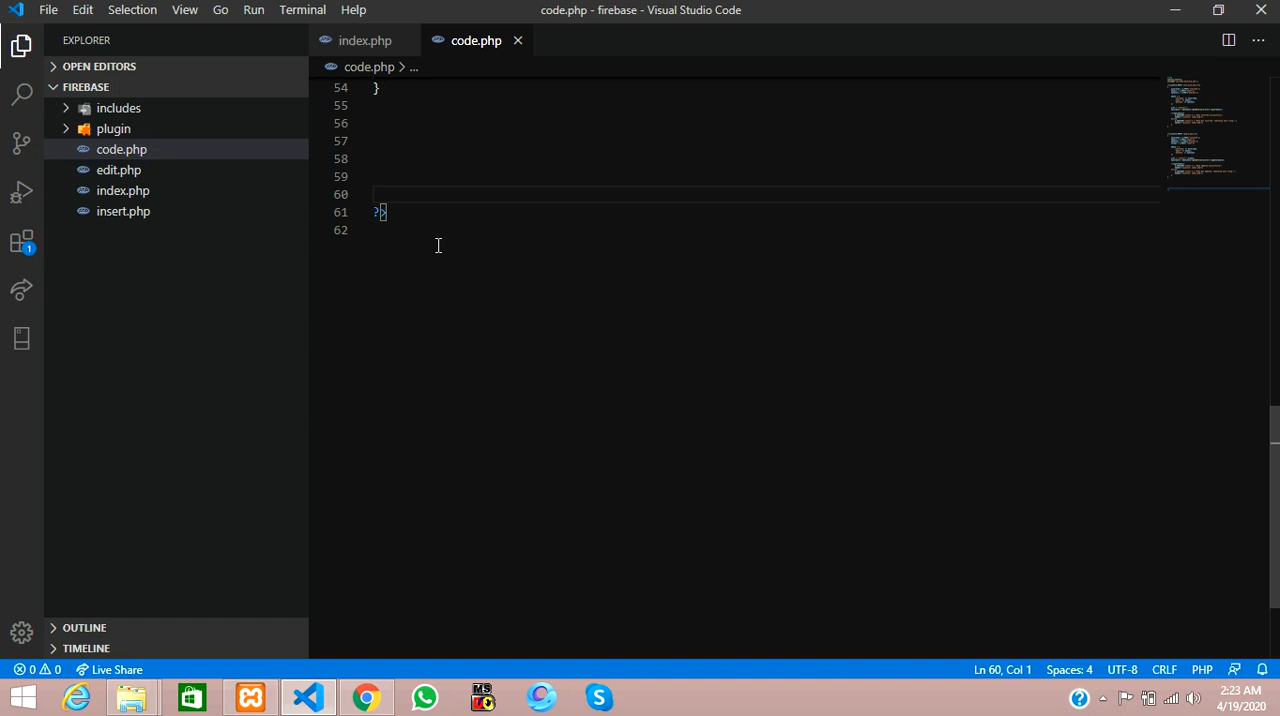 File Edit Selection View Go Run Terminal Help code.php - firebase - Visual Studio Code
EXPLORER
OPEN EDITORS
FIREBASE
includes
plugin
code.php
edit.php
index.php
insert.php
OUTLINE
TIMELINE
index.php code.php
code.php > ...
54 }
55
56
57
58
59
60
61 ?>
62
1
0 0 Live Share Ln 60, Col 1 Spaces: 4 UTF-8 CRLF PHP
MS
2:23 AM
4/19/2020